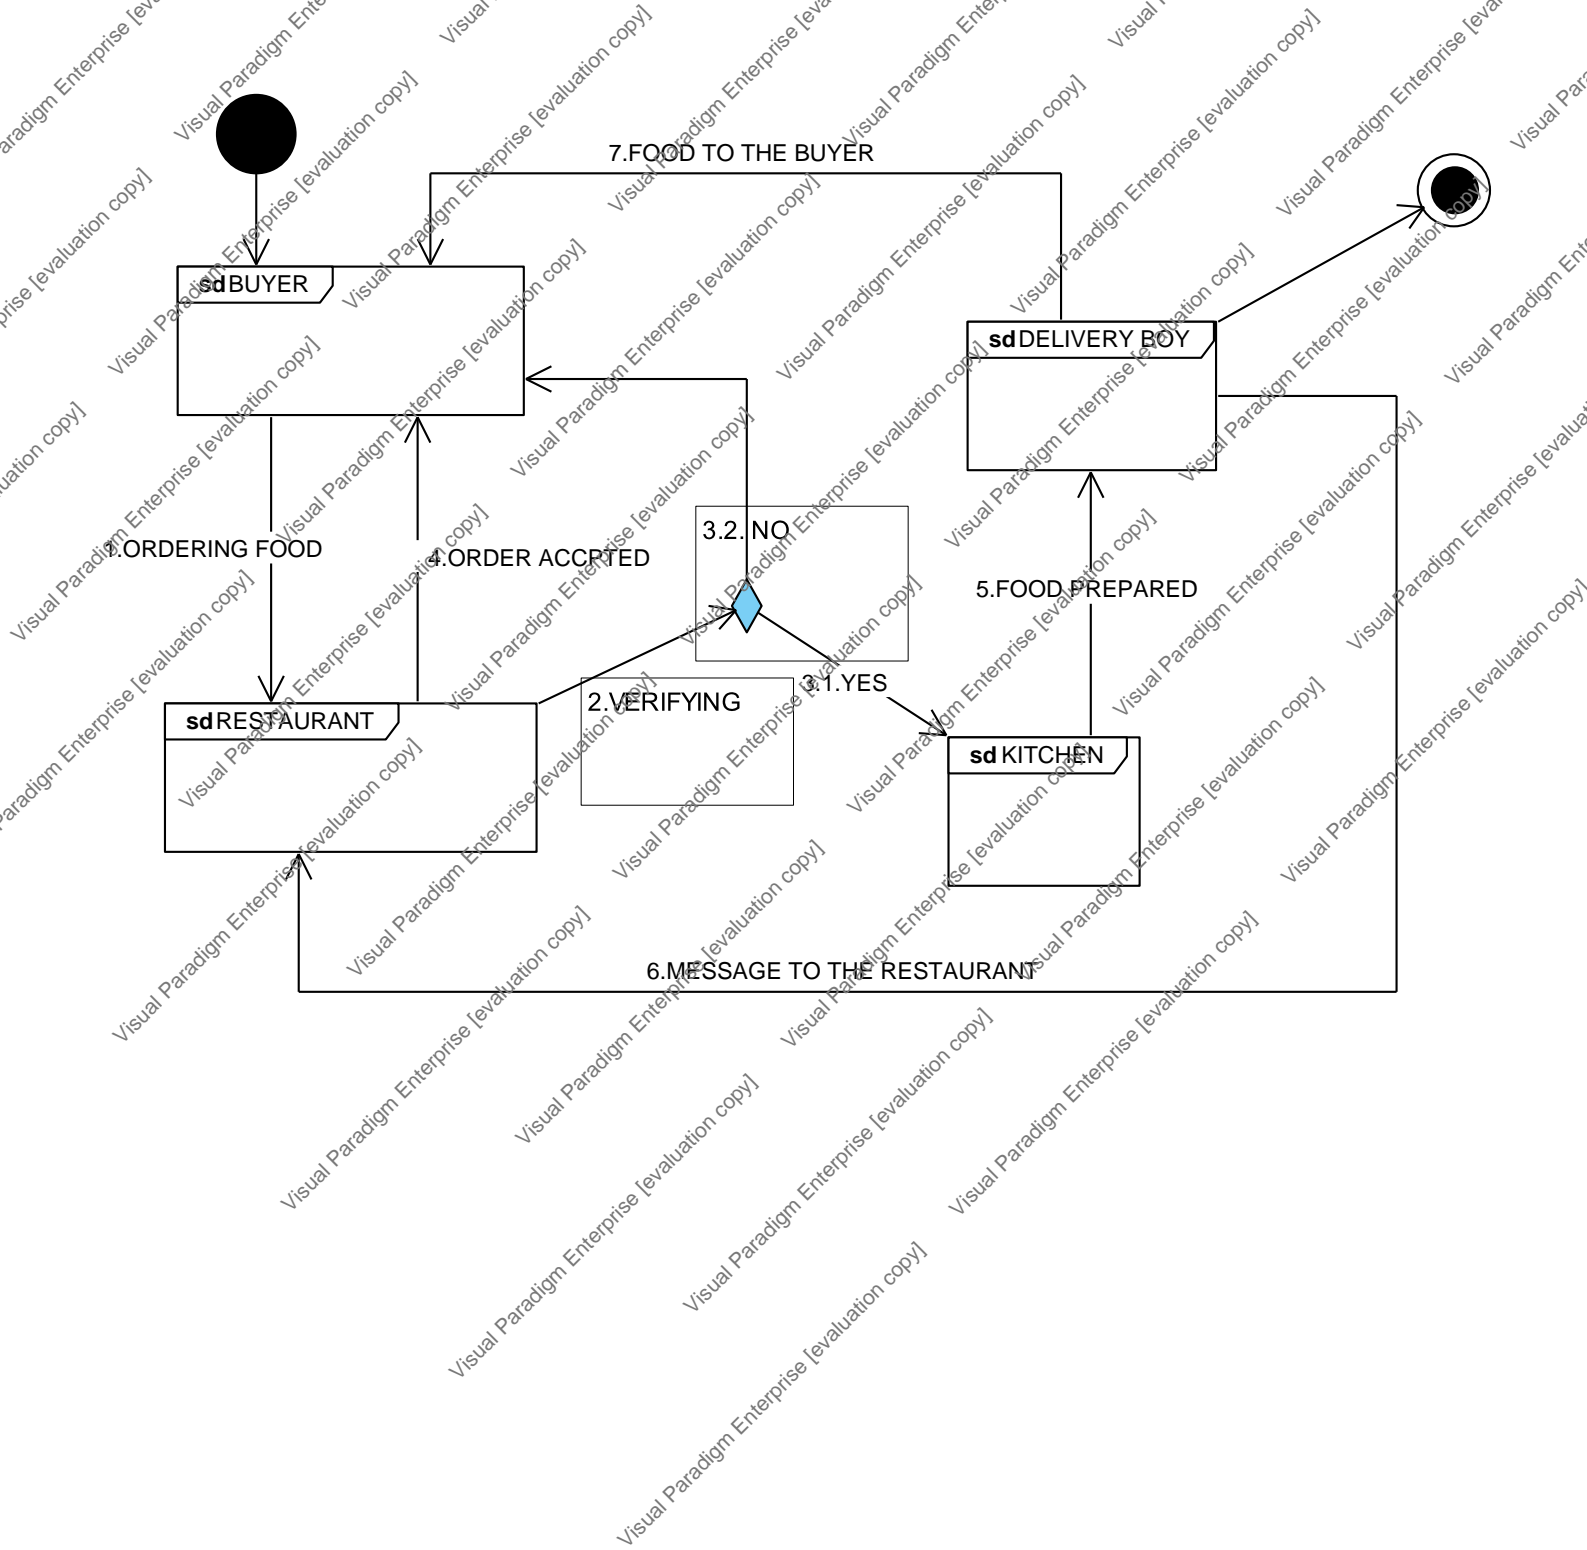 7.FOOD TO THE BUYER
sd BUYER
sd DELIVERY BOY
3.2. NO
1.ORDERING FOOD
4.ORDER ACCPTED
5.FOOD PREPARED
3.1.YES
2.VERIFYING
sd RESTAURANT
sd KITCHEN
6.MESSAGE TO THE RESTAURANT
Visual Paradigm Enterprise [evaluation copy]